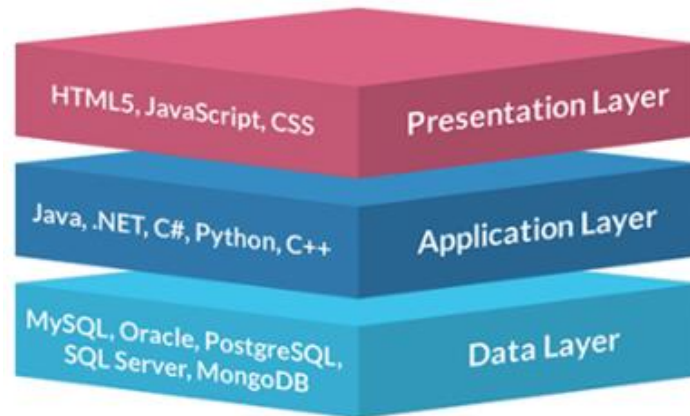 HTML5, JavaScript, CSS
Presentation Layer
Java, .NET, C#, Python, C++
Application Layer
MySQL, Oracle, PostgreSQL,
SQL Server, MongoDB
Data Layer